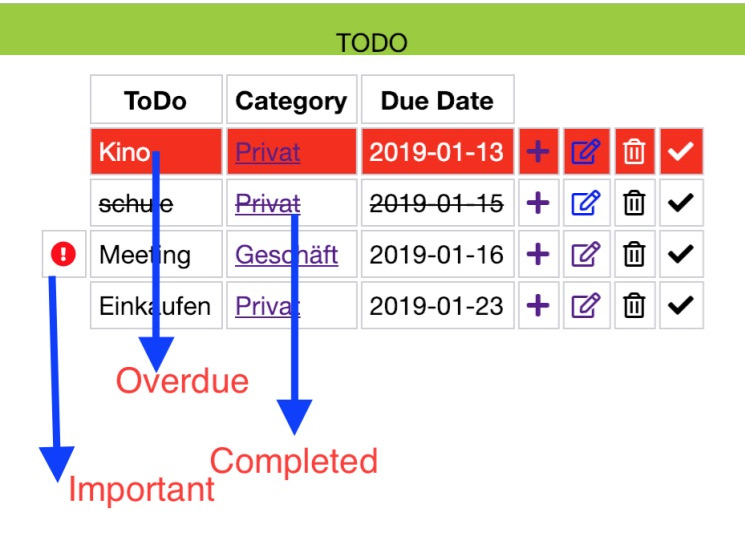 TODO
ToDo Category Due Date
Kino Privat 2019-01-13
schule Privat 2019-01-15
Meeting Geschäft 2019-01-16
Einkaufen Privat 2019-01-23
Overdue
Completed
Important